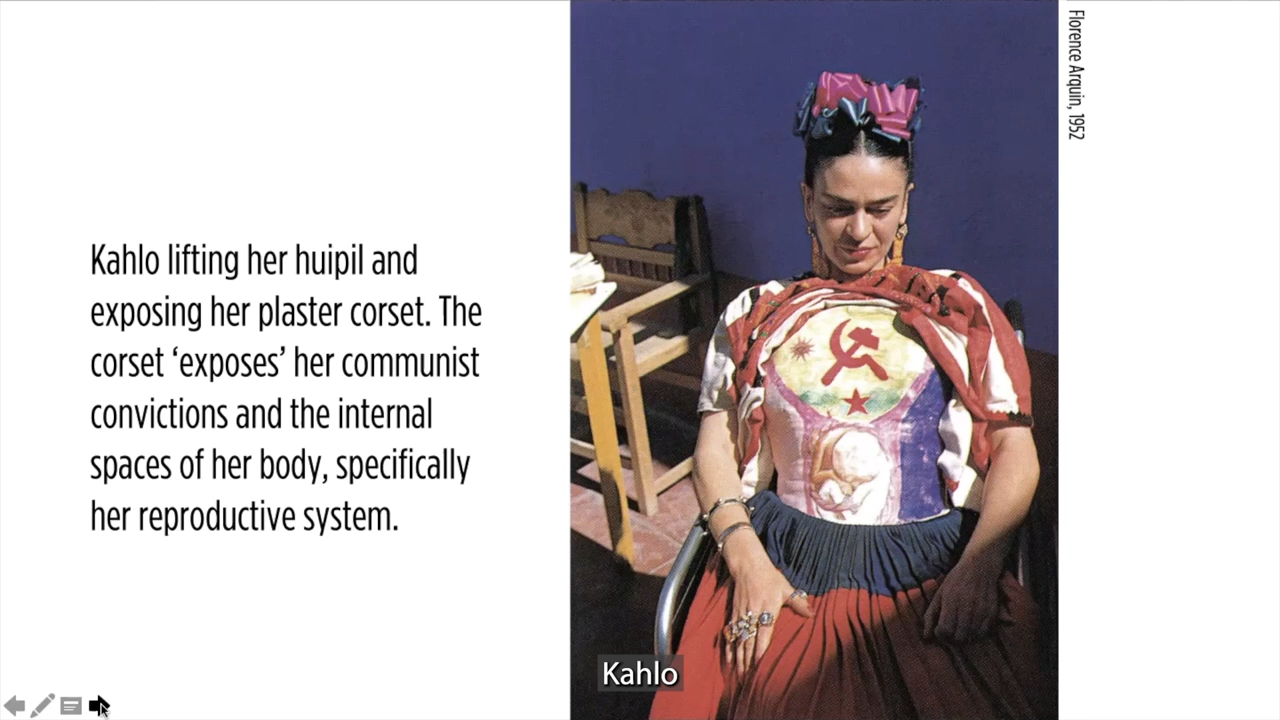 Kahlo lifting her huipil and
exposing her plaster corset. The
corset ‘exposes’ her communist
convictions and the internal
spaces of her body, specifically
her reproductive system.
Florence Arquin, 1952
Kahlo